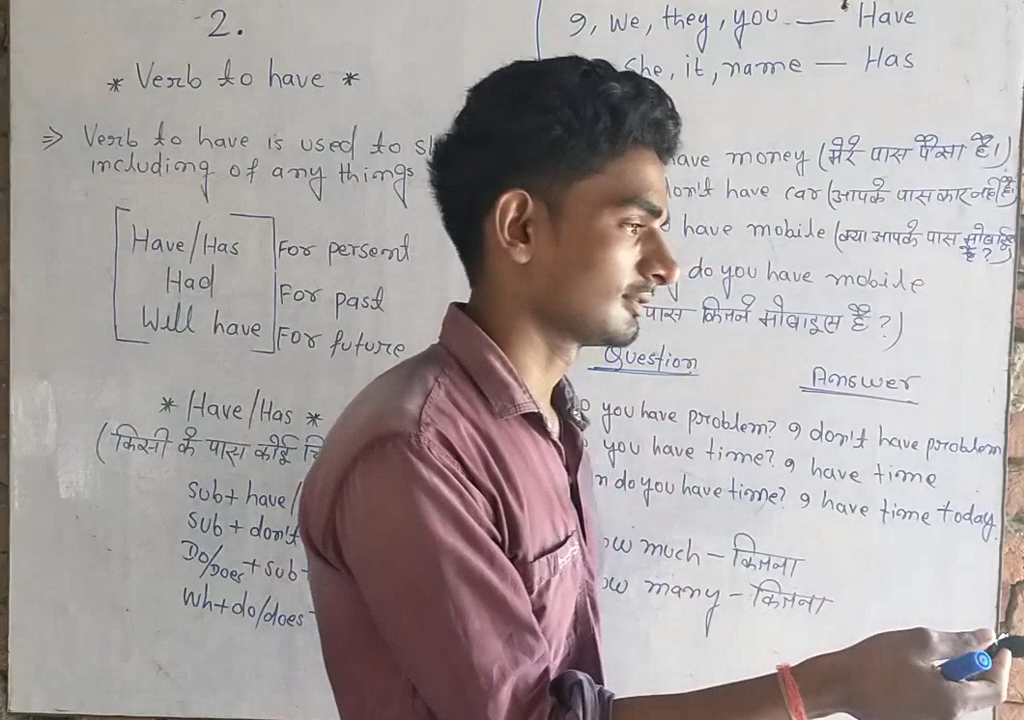 2.
* Verb to have *
⇒ Verb to have is used to
including of any things
Have/Has For persent
Had For past
Will have For future
* Have/Has *
(किसी के पास कोई
Sub + have/
Sub + don't
Do/Does + sub
Wh + do/does
9, we, they, you — Have
She, it, name — Has
have money (मेरे पास पैसा है।)
don't have car (आपके पास कार नहीं है।
have mobile (क्या आपके पास मोबाईल
है ?)
do you have mobile
पास कितने मोबाइल है ?)
Question Answer
you have problem? 9 don't have problem
you have time? 9 have time
do you have time? 9 have time today.
much - कितना
many - कितना